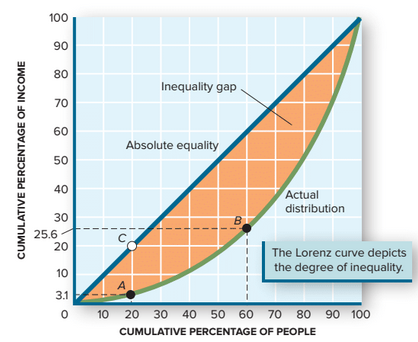 CUMULATIVE PERCENTAGE OF INCOME
100
90
80
70
60
50
40
30
25.6
20
10
3.1
0
Inequality gap
Absolute equality
Actual
distribution
B
C
A
The Lorenz curve depicts
the degree of inequality.
10 20 30 40 50 60 70 80 90 100
CUMULATIVE PERCENTAGE OF PEOPLE